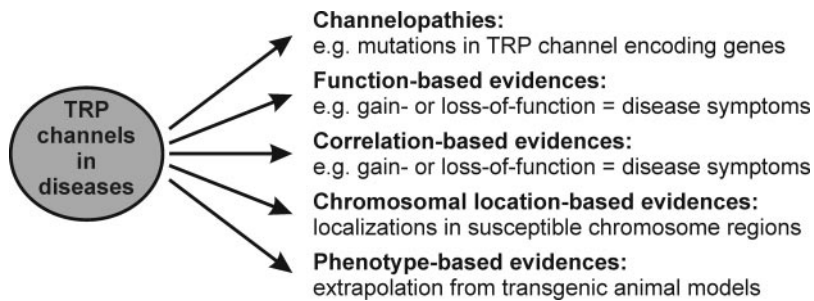 TRP
channels
in
diseases
Channelopathies:
e.g. mutations in TRP channel encoding genes
Function-based evidences:
e.g. gain- or loss-of-function = disease symptoms
Correlation-based evidences:
e.g. gain- or loss-of-function = disease symptoms
Chromosomal location-based evidences:
localizations in susceptible chromosome regions
Phenotype-based evidences:
extrapolation from transgenic animal models